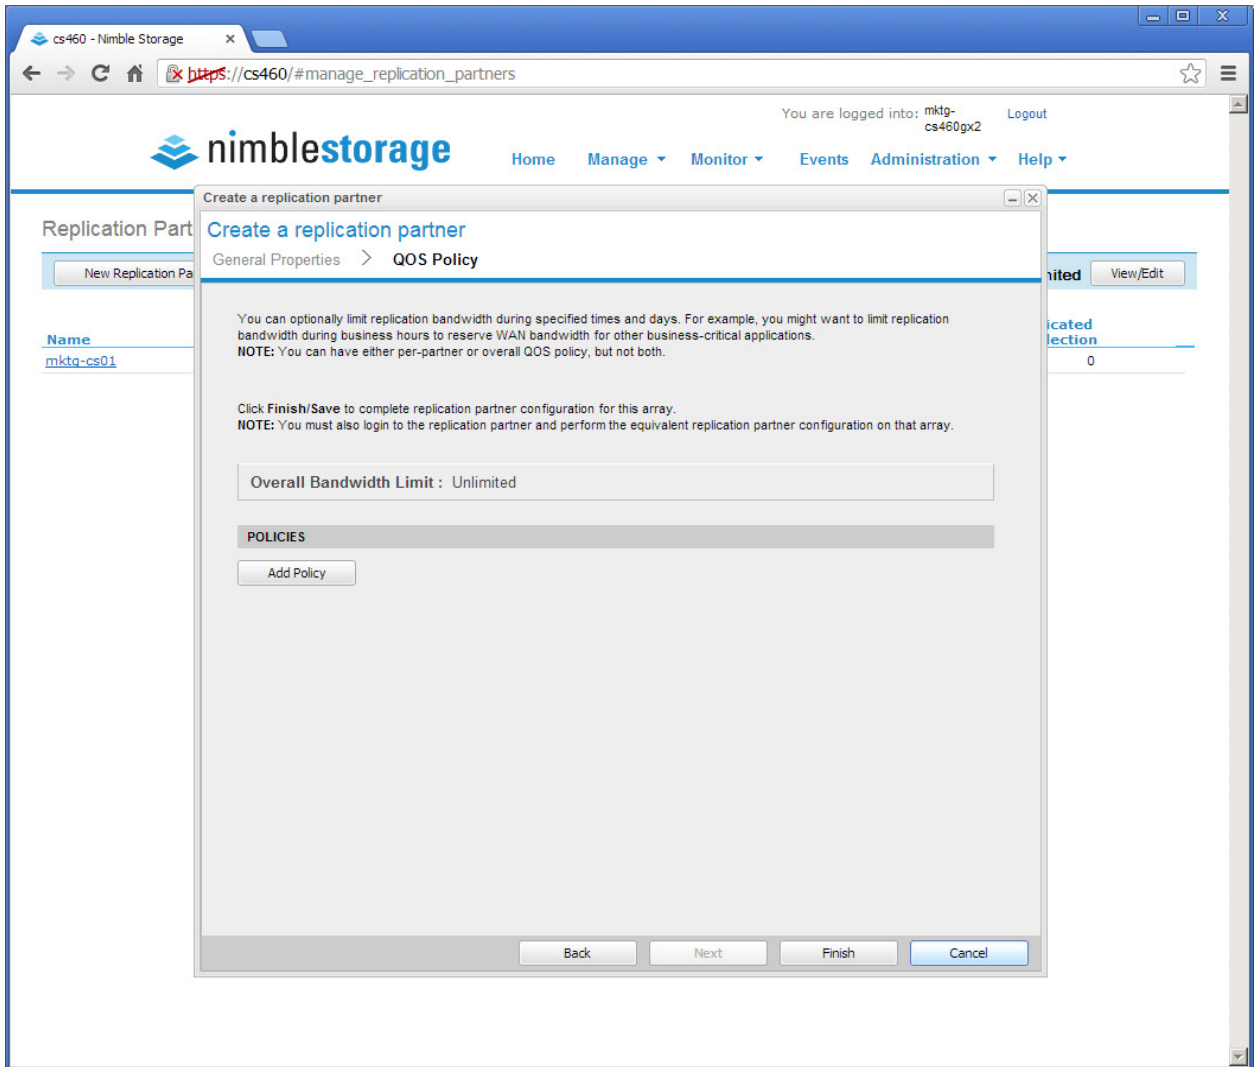 cs460 - Nimble Storage
https://cs460/#manage_replication_partners
You are logged into: mktg-cs460gx2 Logout
nimblestorage
Home Manage Monitor Events Administration Help
Create a replication partner
Replication Part
Create a replication partner
General Properties > QOS Policy
New Replication Pa
nited View/Edit
You can optionally limit replication bandwidth during specified times and days. For example, you might want to limit replication
bandwidth during business hours to reserve WAN bandwidth for other business-critical applications.
NOTE: You can have either per-partner or overall QOS policy, but not both.
icated
Name
lection
mktg-cs01
0
Click Finish/Save to complete replication partner configuration for this array.
NOTE: You must also login to the replication partner and perform the equivalent replication partner configuration on that array.
Overall Bandwidth Limit : Unlimited
POLICIES
Add Policy
Back Next Finish Cancel